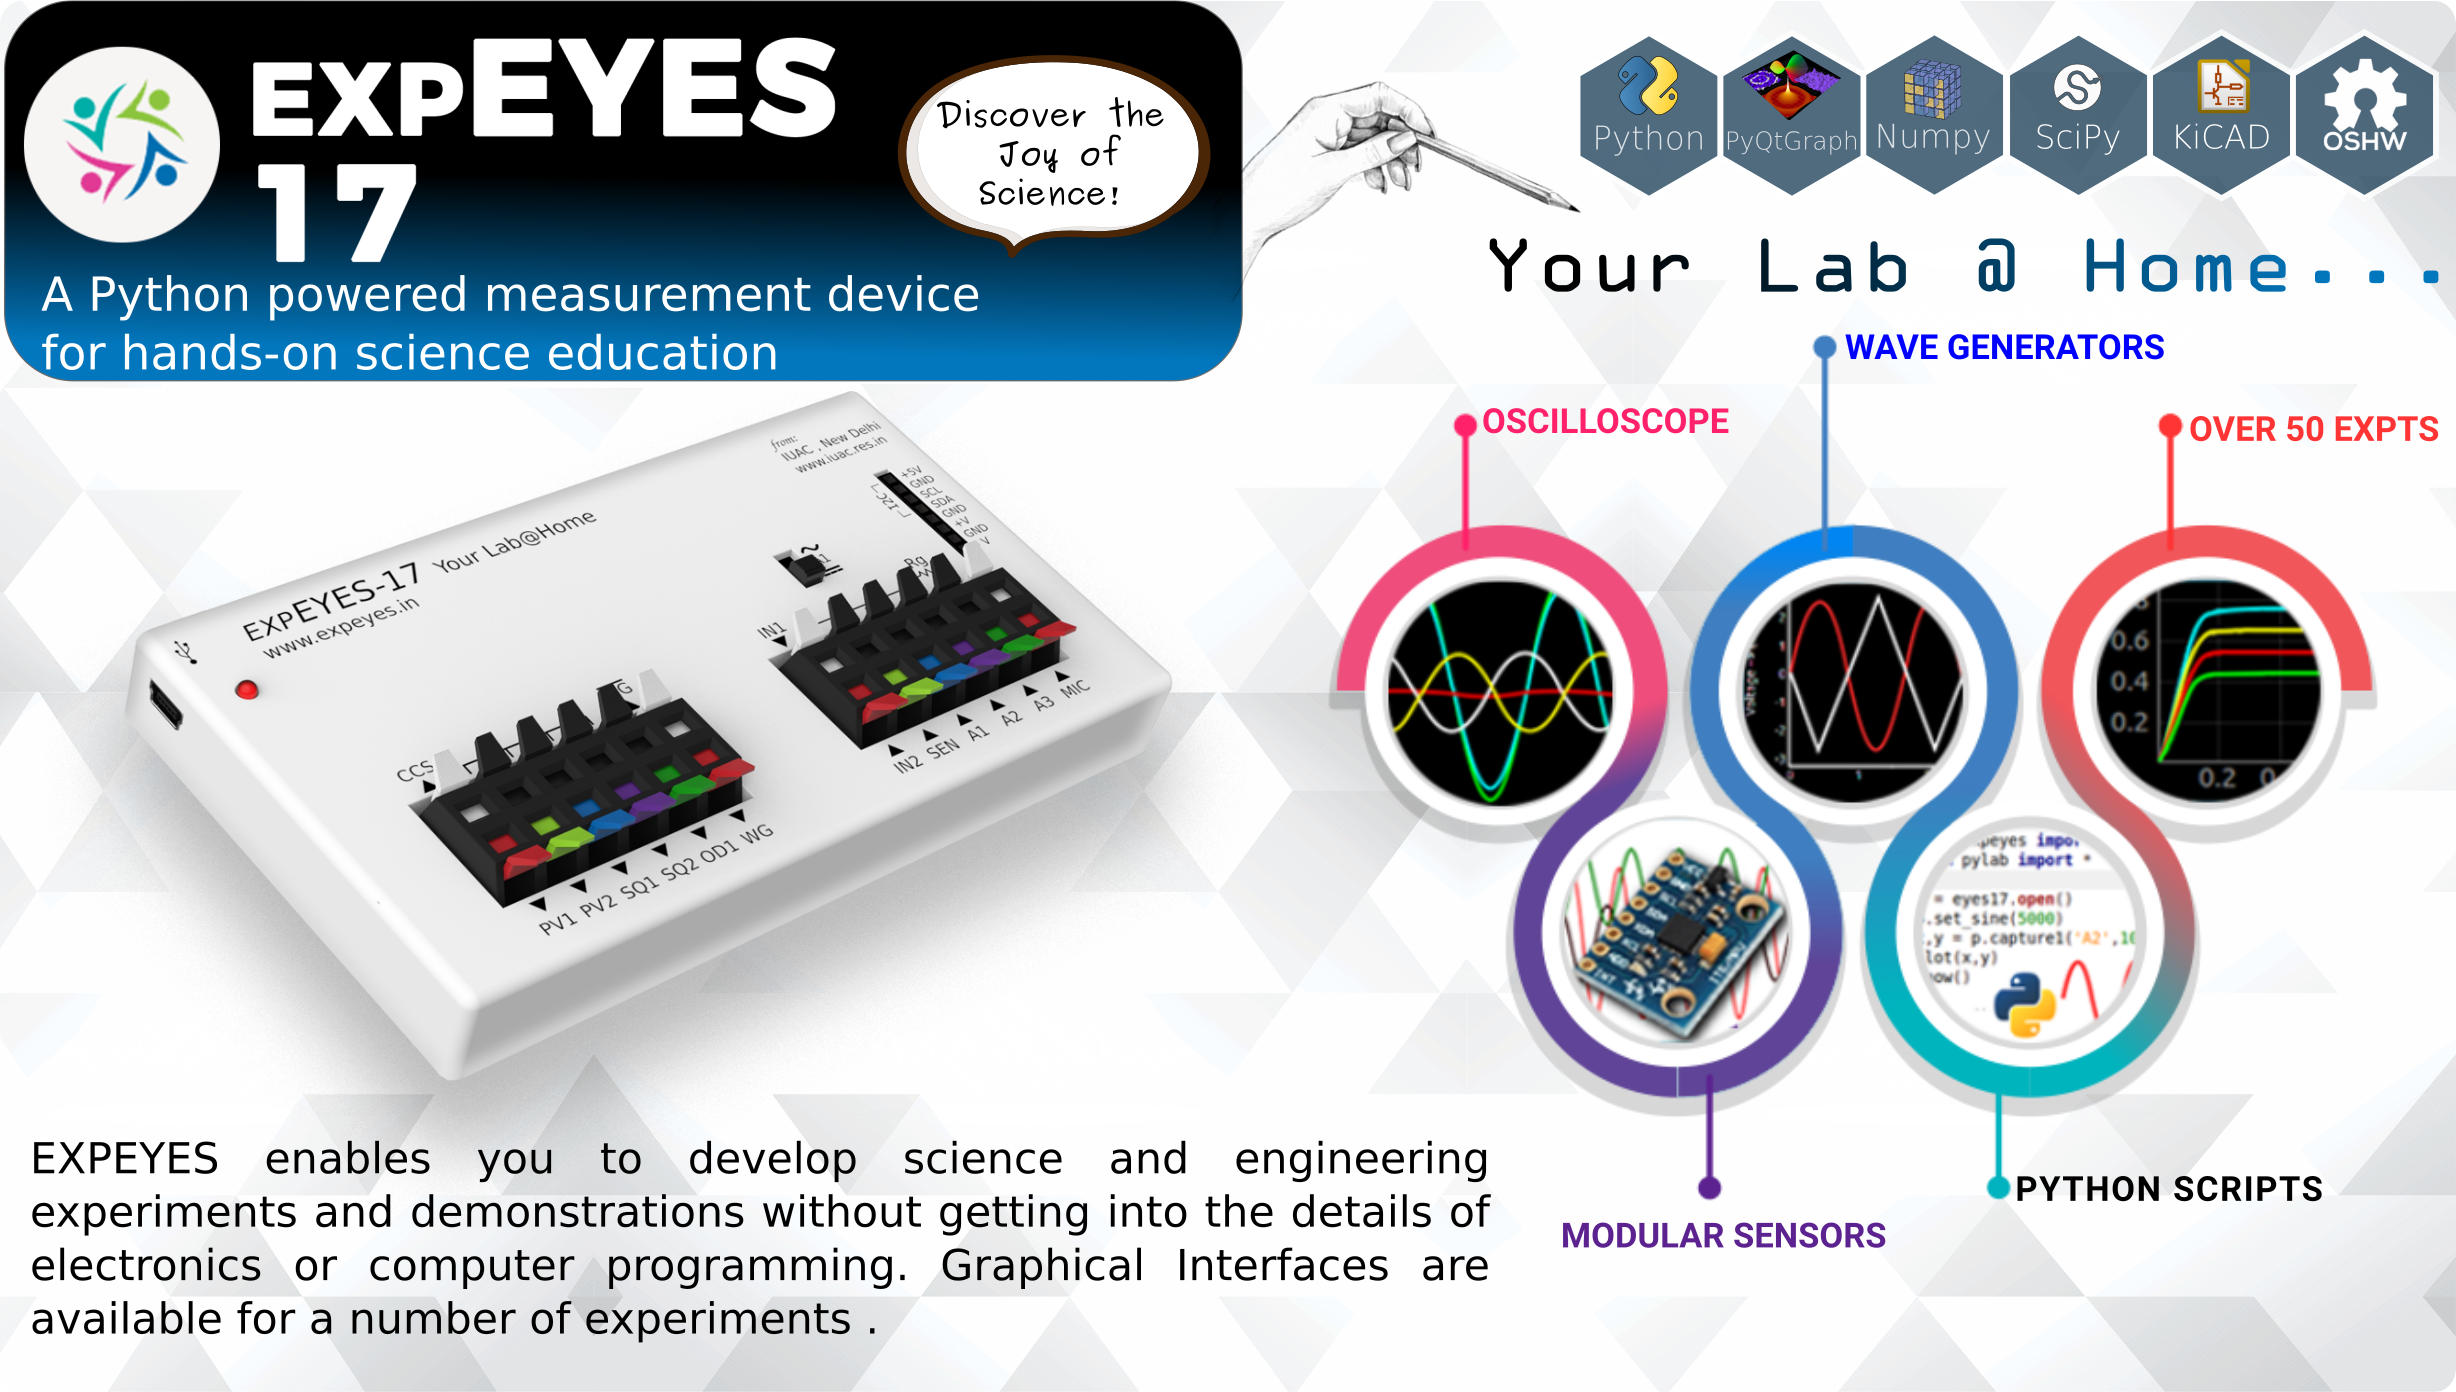 EXPEYES
17
A Python powered measurement device
for hands-on science education
Discover the
Joy of
Science!
Python
PyQtGraph
Numpy
SciPy
KiCAD
OSHW
Your Lab @ Home...
WAVE GENERATORS
OSCILLOSCOPE
OVER 50 EXPTS
from:
IUAC , New Delhi
www.iuac.res.in
+5V
GND
SCL
SDA
GND
+V
GND
I2C
EXPEYES-17 Your Lab@Home
www.expeyes.in
Rg
IN1
IN2 SEN A1 A2 A3 MIC
CCS
PV1 PV2 SQ1 SQ2 OD1 WG
Voltage
1
0.6
0.4
0.2
0.2
pylab import *
= eyes17.open()
.set_sine(5000)
,y = p.capture1('A2',10
lot(x,y)
PYTHON SCRIPTS
MODULAR SENSORS
EXPEYES enables you to develop science and engineering
experiments and demonstrations without getting into the details of
electronics or computer programming. Graphical Interfaces are
available for a number of experiments .